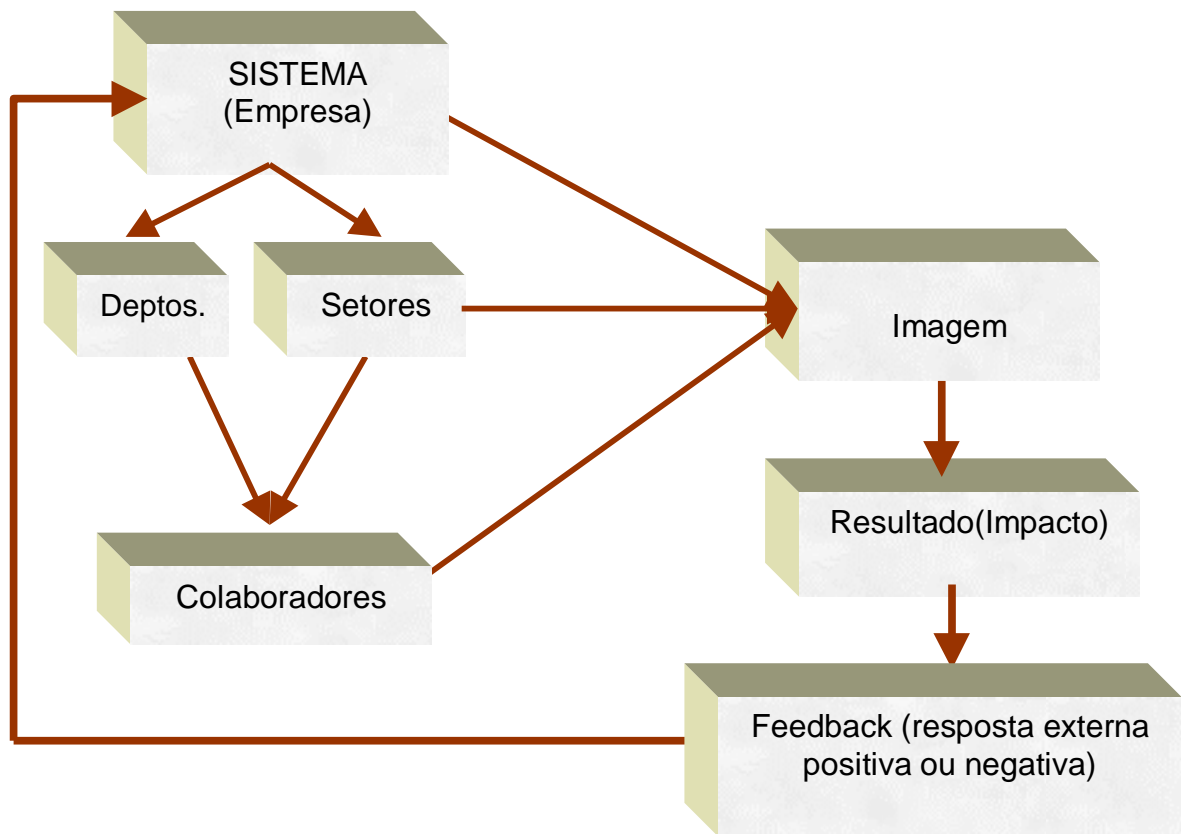 SISTEMA
(Empresa)
Deptos.
Setores
Imagem
Resultado(Impacto)
Colaboradores
Feedback (resposta externa
positiva ou negativa)